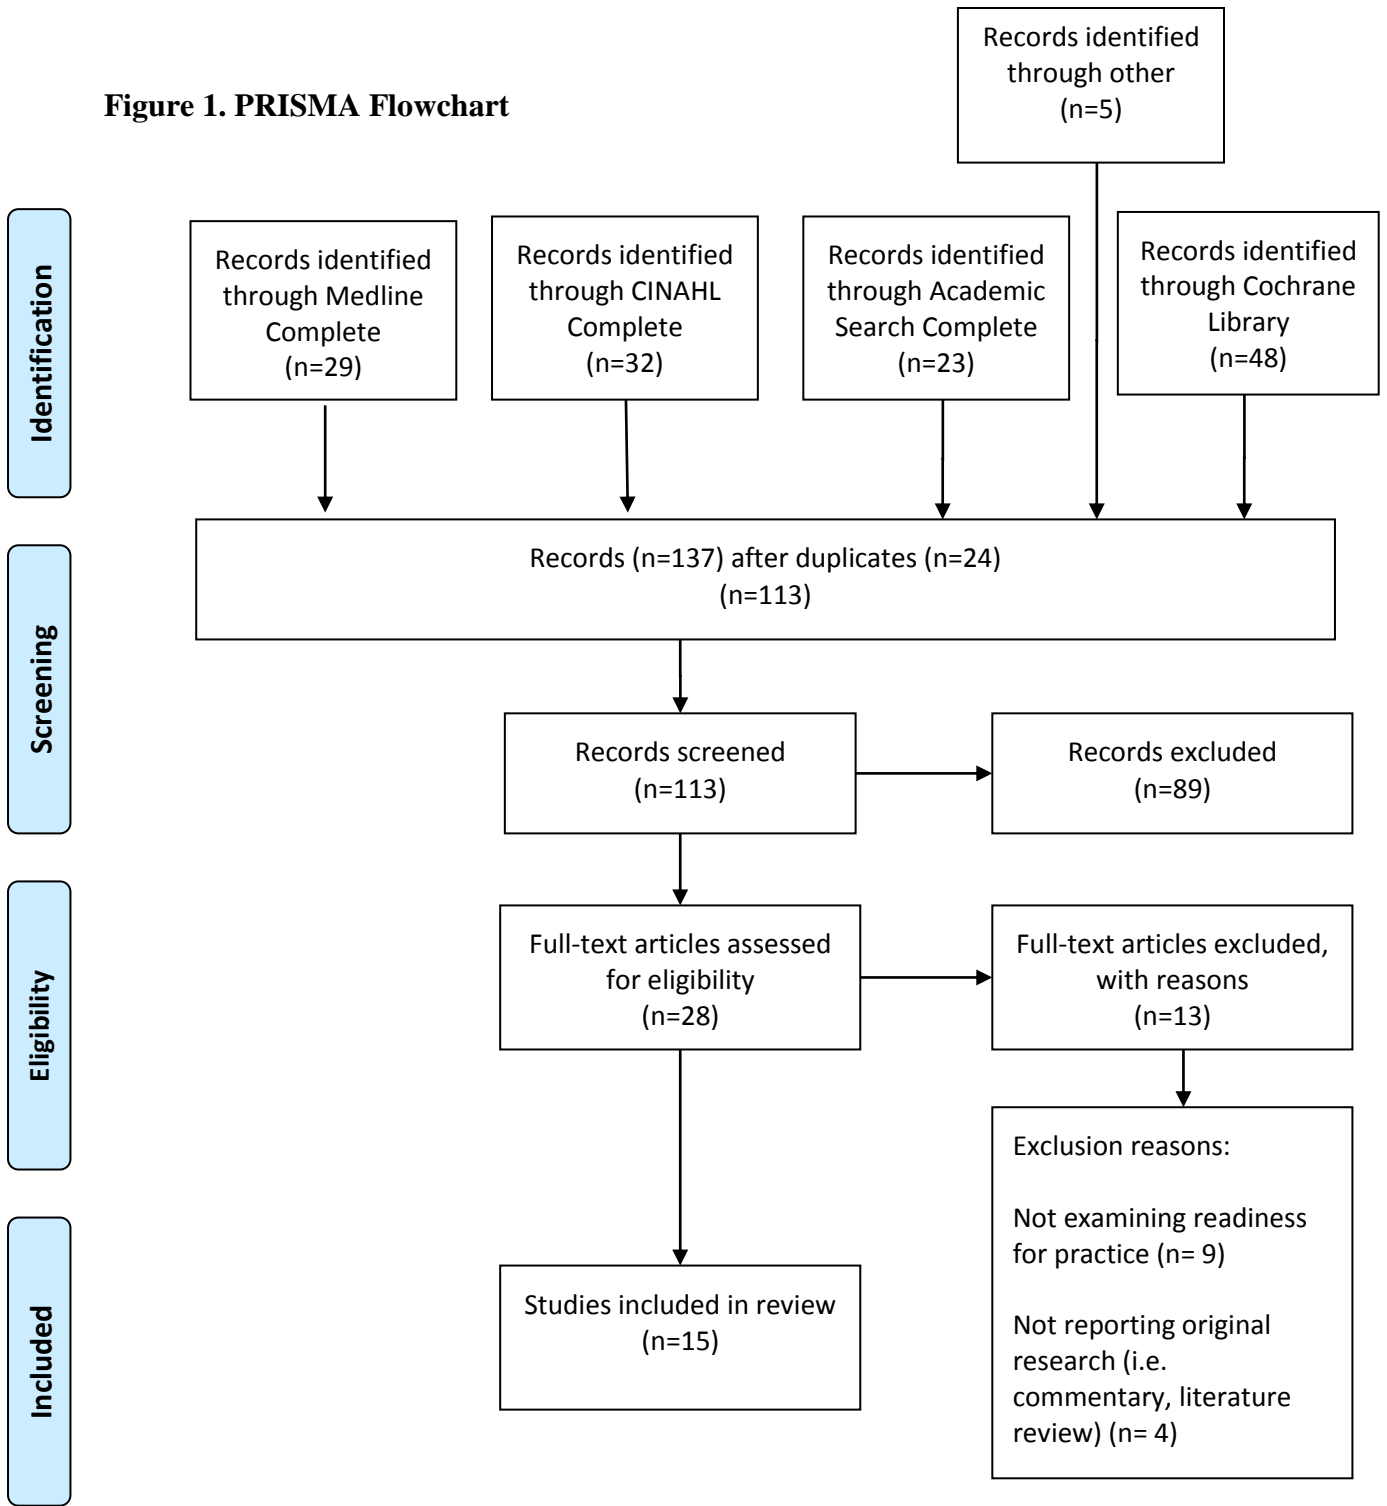 Records identified
through other
(n=5)
Figure 1. PRISMA Flowchart
Identification
Records identified
through Medline
Complete
(n=29)
Records identified
through CINAHL
Complete
(n=32)
Records identified
through Academic
Search Complete
(n=23)
Records identified
through Cochrane
Library
(n=48)
Records (n=137) after duplicates (n=24)
(n=113)
Screening
Records screened
(n=113)
Records excluded
(n=89)
Eligibility
Full-text articles assessed
for eligibility
(n=28)
Full-text articles excluded,
with reasons
(n=13)
Exclusion reasons:
Not examining readiness
for practice (n= 9)
Not reporting original
research (i.e.
commentary, literature
review) (n= 4)
Included
Studies included in review
(n=15)